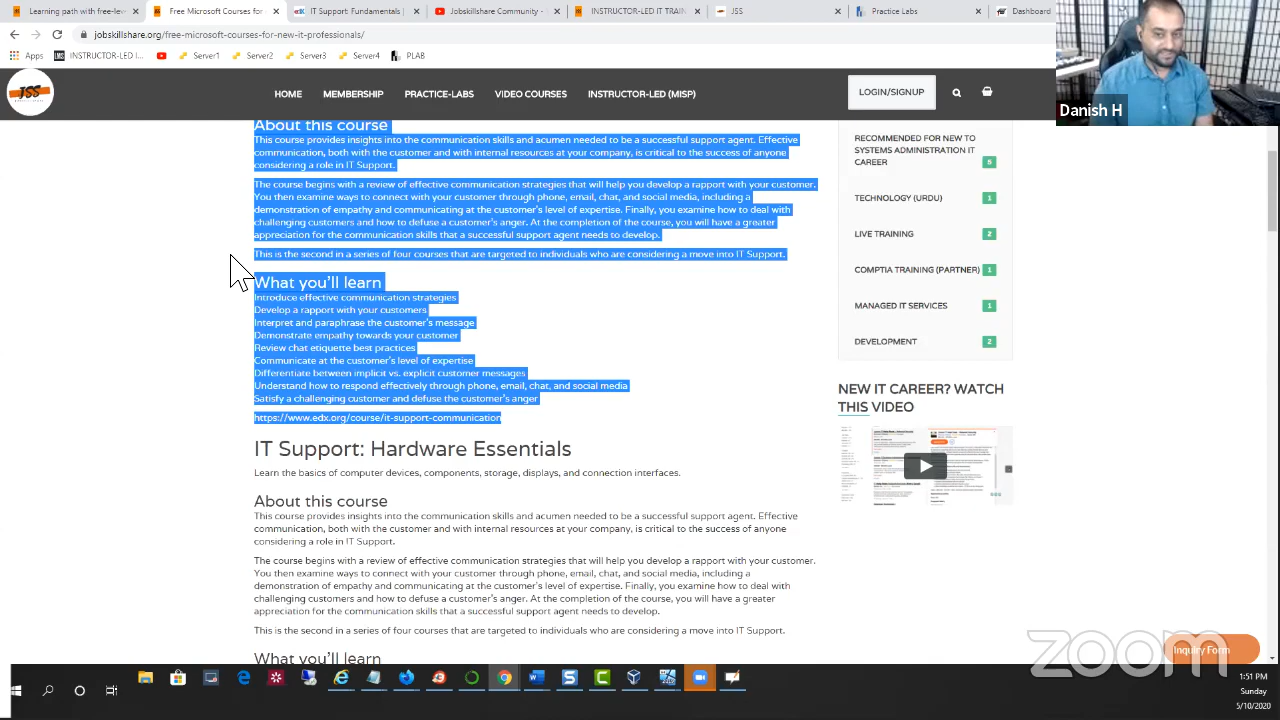 Learning path with free-lev
Free Microsoft Courses for
IT Support: Fundamentals |
Jobskillshare Community -
INSTRUCTOR-LED IT TRAIN
JSS
Practice Labs
Dashboard
jobskillshare.org/free-microsoft-courses-for-new-it-professionals/
Apps
INSTRUCTOR-LED I...
Server1
Server2
Server3
Server4
PLAB
Danish H
JSS
HOME
MEMBERSHIP
PRACTICE-LABS
VIDEO COURSES
INSTRUCTOR-LED (MISP)
LOGIN/SIGNUP
About this course
This course provides insights into the communication skills and acumen needed to be a successful support agent. Effective
communication, both with the customer and with internal resources at your company, is critical to the success of anyone
considering a role in IT Support.
The course begins with a review of effective communication strategies that will help you develop a rapport with your customer.
You then examine ways to connect with your customer through phone, email, chat, and social media, including a
demonstration of empathy and communicating at the customer's level of expertise. Finally, you examine how to deal with
challenging customers and how to defuse a customer's anger. At the completion of the course, you will have a greater
appreciation for the communication skills that a successful support agent needs to develop.
This is the second in a series of four courses that are targeted to individuals who are considering a move into IT Support.
What you'll learn
Introduce effective communication strategies
Develop a rapport with your customers
Interpret and paraphrase the customer's message
Demonstrate empathy towards your customer
Review chat etiquette best practices
Communicate at the customer's level of expertise
Differentiate between implicit vs. explicit customer messages
Understand how to respond effectively through phone, email, chat, and social media
Satisfy a challenging customer and defuse the customer's anger
https://www.edx.org/course/it-support-communication
IT Support: Hardware Essentials
Learn the basics of computer devices, components, storage, displays, and connection interfaces.
About this course
This course provides insights into the communication skills and acumen needed to be a successful support agent. Effective
communication, both with the customer and with internal resources at your company, is critical to the success of anyone
considering a role in IT Support.
The course begins with a review of effective communication strategies that will help you develop a rapport with your customer.
You then examine ways to connect with your customer through phone, email, chat, and social media, including a
demonstration of empathy and communicating at the customer's level of expertise. Finally, you examine how to deal with
challenging customers and how to defuse a customer's anger. At the completion of the course, you will have a greater
appreciation for the communication skills that a successful support agent needs to develop.
This is the second in a series of four courses that are targeted to individuals who are considering a move into IT Support.
What you'll learn
RECOMMENDED FOR NEW TO
SYSTEMS ADMINISTRATION IT
CAREER 5
TECHNOLOGY (URDU) 1
LIVE TRAINING 2
COMPTIA TRAINING (PARTNER) 1
MANAGED IT SERVICES 1
DEVELOPMENT 2
NEW IT CAREER? WATCH
THIS VIDEO
zoom
Inquiry Form
1:51 PM
Sunday
5/10/2020